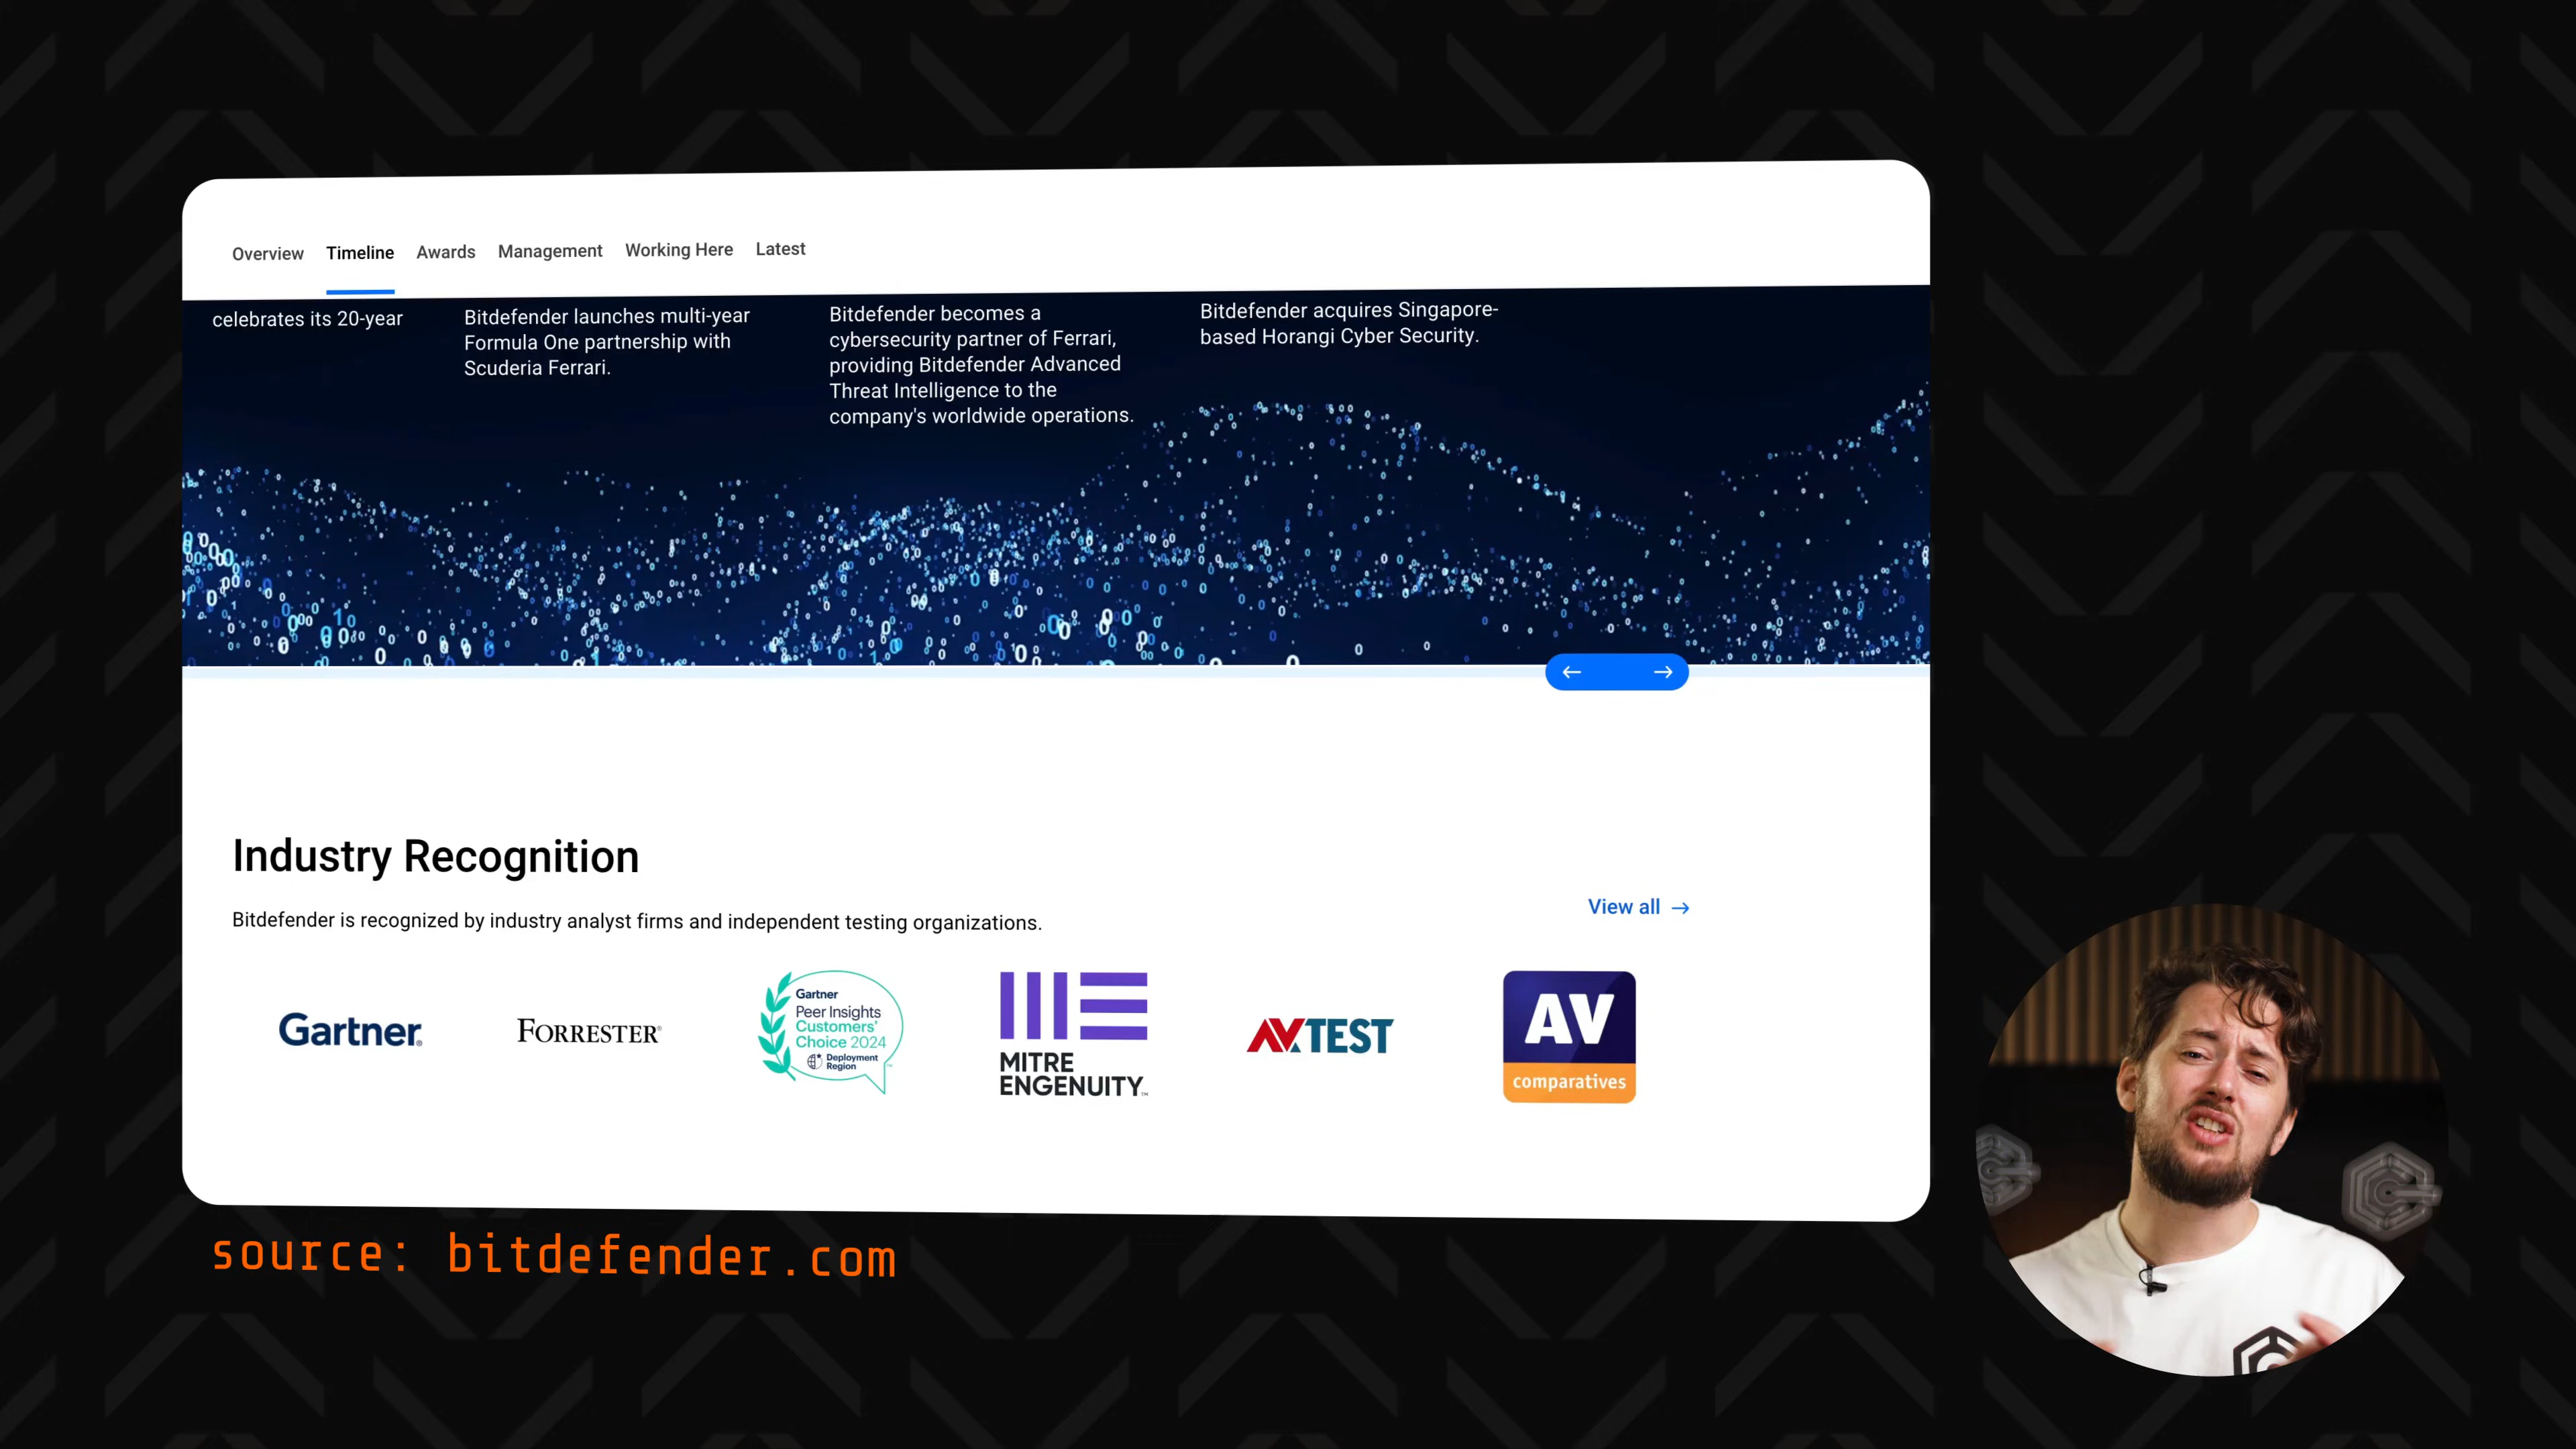 Overview Timeline Awards Management Working Here Latest
celebrates its 20-year
Bitdefender launches multi-year
Formula One partnership with
Scuderia Ferrari.
Bitdefender becomes a
cybersecurity partner of Ferrari,
providing Bitdefender Advanced
Threat Intelligence to the
company's worldwide operations.
Bitdefender acquires Singapore-
based Horangi Cyber Security.
Industry Recognition
Bitdefender is recognized by industry analyst firms and independent testing organizations.
View all →
Gartner®
FORRESTER®
Gartner
Peer Insights
Customers'
Choice 2024
Deployment
Region
MITRE
ENGENUITY™
AV TEST
AV
comparatives
source: bitdefender.com